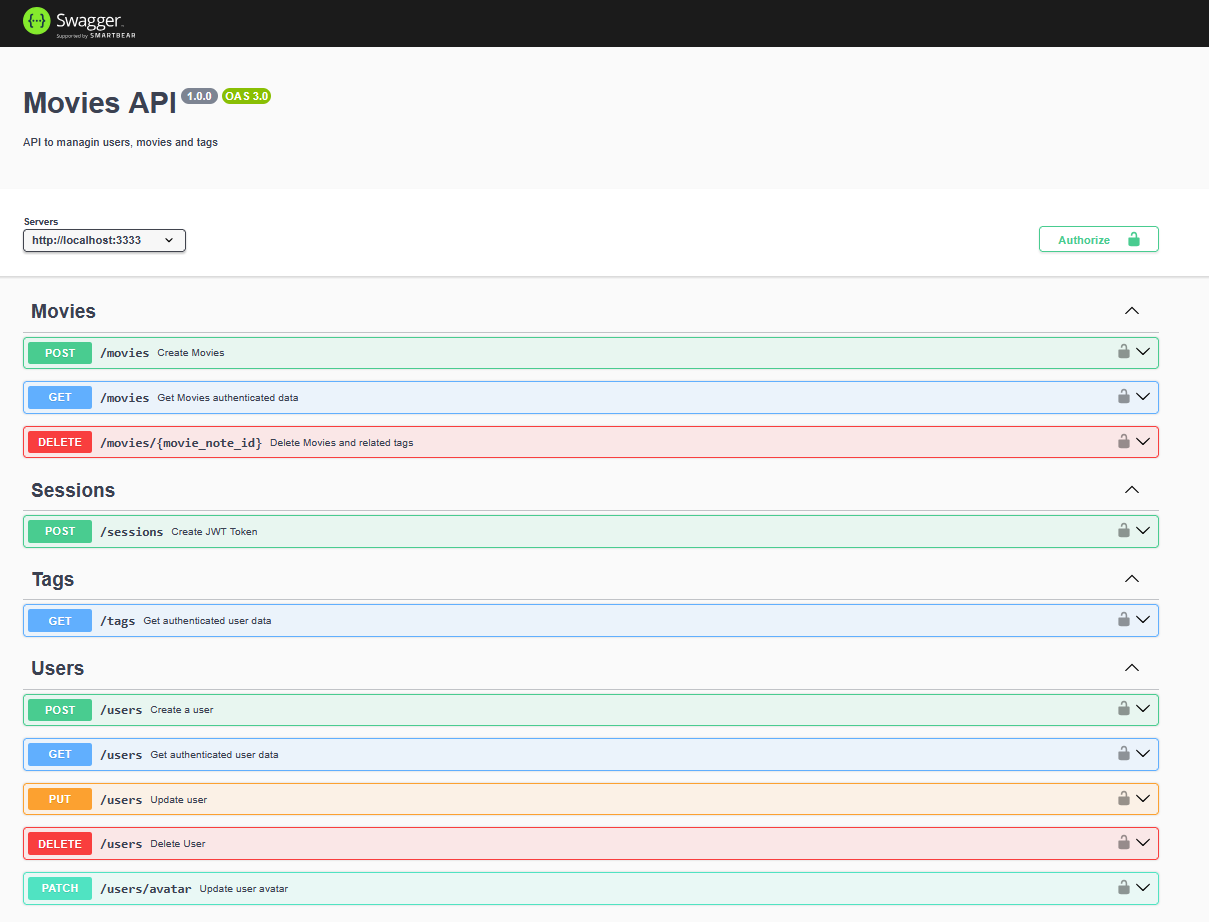 Swagger
Supported by SMARTBEAR
Movies API 1.0.0 OAS 3.0
API to managin users, movies and tags
Servers
http://localhost:3333
Authorize
Movies
POST /movies Create Movies
GET /movies Get Movies authenticated data
DELETE /movies/{movie_note_id} Delete Movies and related tags
Sessions
POST /sessions Create JWT Token
Tags
GET /tags Get authenticated user data
Users
POST /users Create a user
GET /users Get authenticated user data
PUT /users Update user
DELETE /users Delete User
PATCH /users/avatar Update user avatar